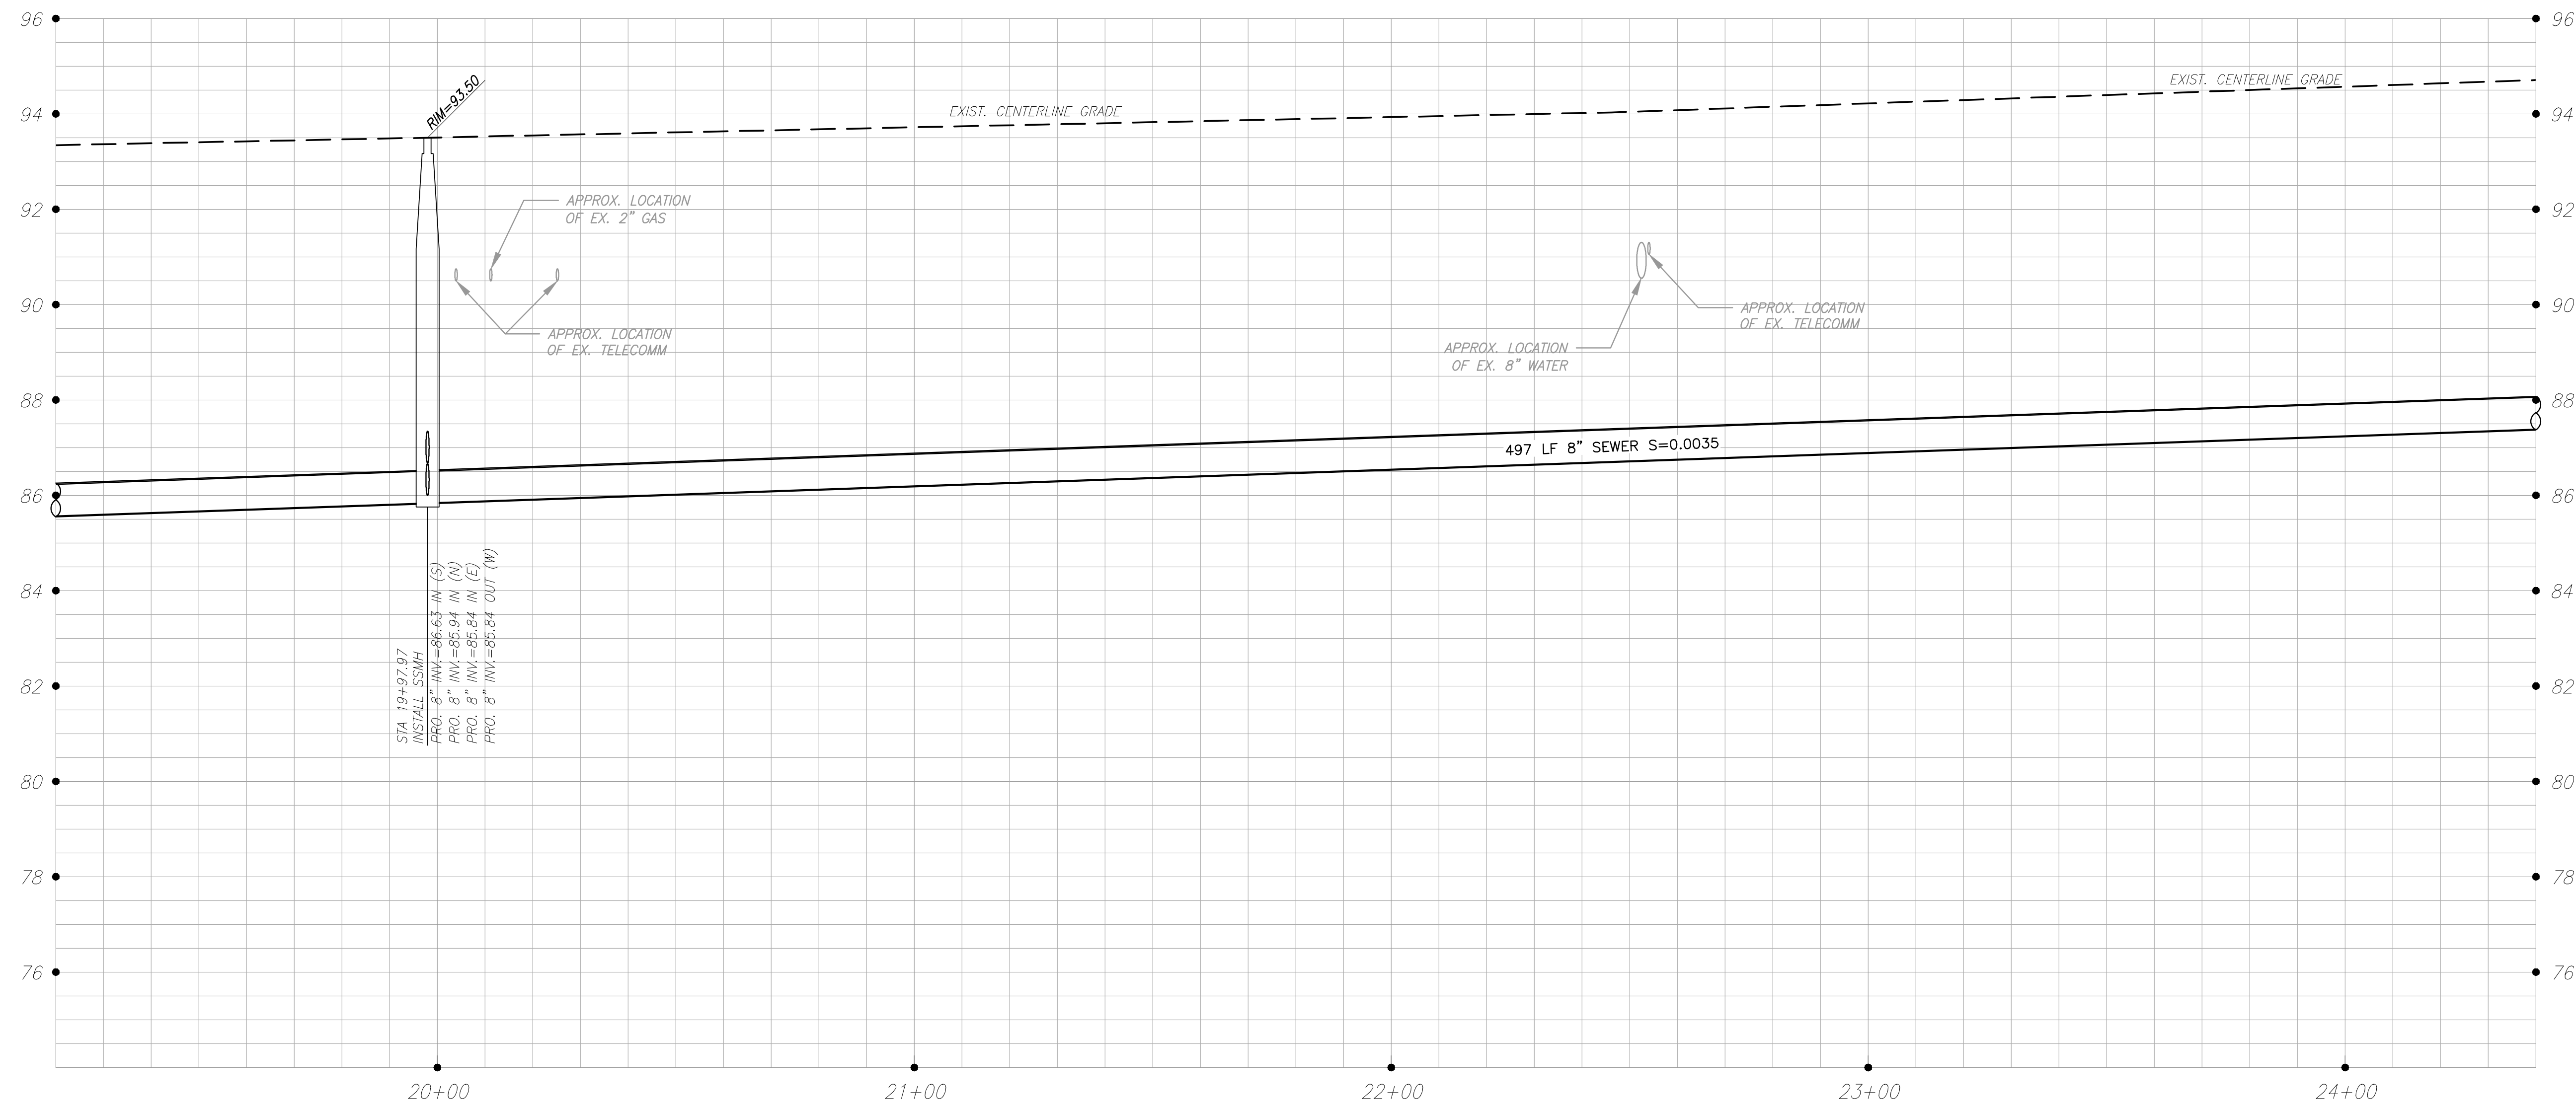 96
96
RIM=93.50
EXIST. CENTERLINE GRADE
EXIST. CENTERLINE GRADE
94
94
92
92
APPROX. LOCATION
OF EX. 2" GAS
90
90
APPROX. LOCATION
OF EX. TELECOMM
APPROX. LOCATION
OF EX. TELECOMM
APPROX. LOCATION
OF EX. 8" WATER
88
88
497 LF 8" SEWER S=0.0035
86
86
84
84
STA 19+97.97
INSTALL SSMH
PRO. 8" INV.=86.63 IN (S)
PRO. 8" INV.=85.94 IN (N)
PRO. 8" INV.=85.84 IN (E)
PRO. 8" INV.=85.84 OUT (W)
82
82
80
80
78
78
76
76
20+00
21+00
22+00
23+00
24+00